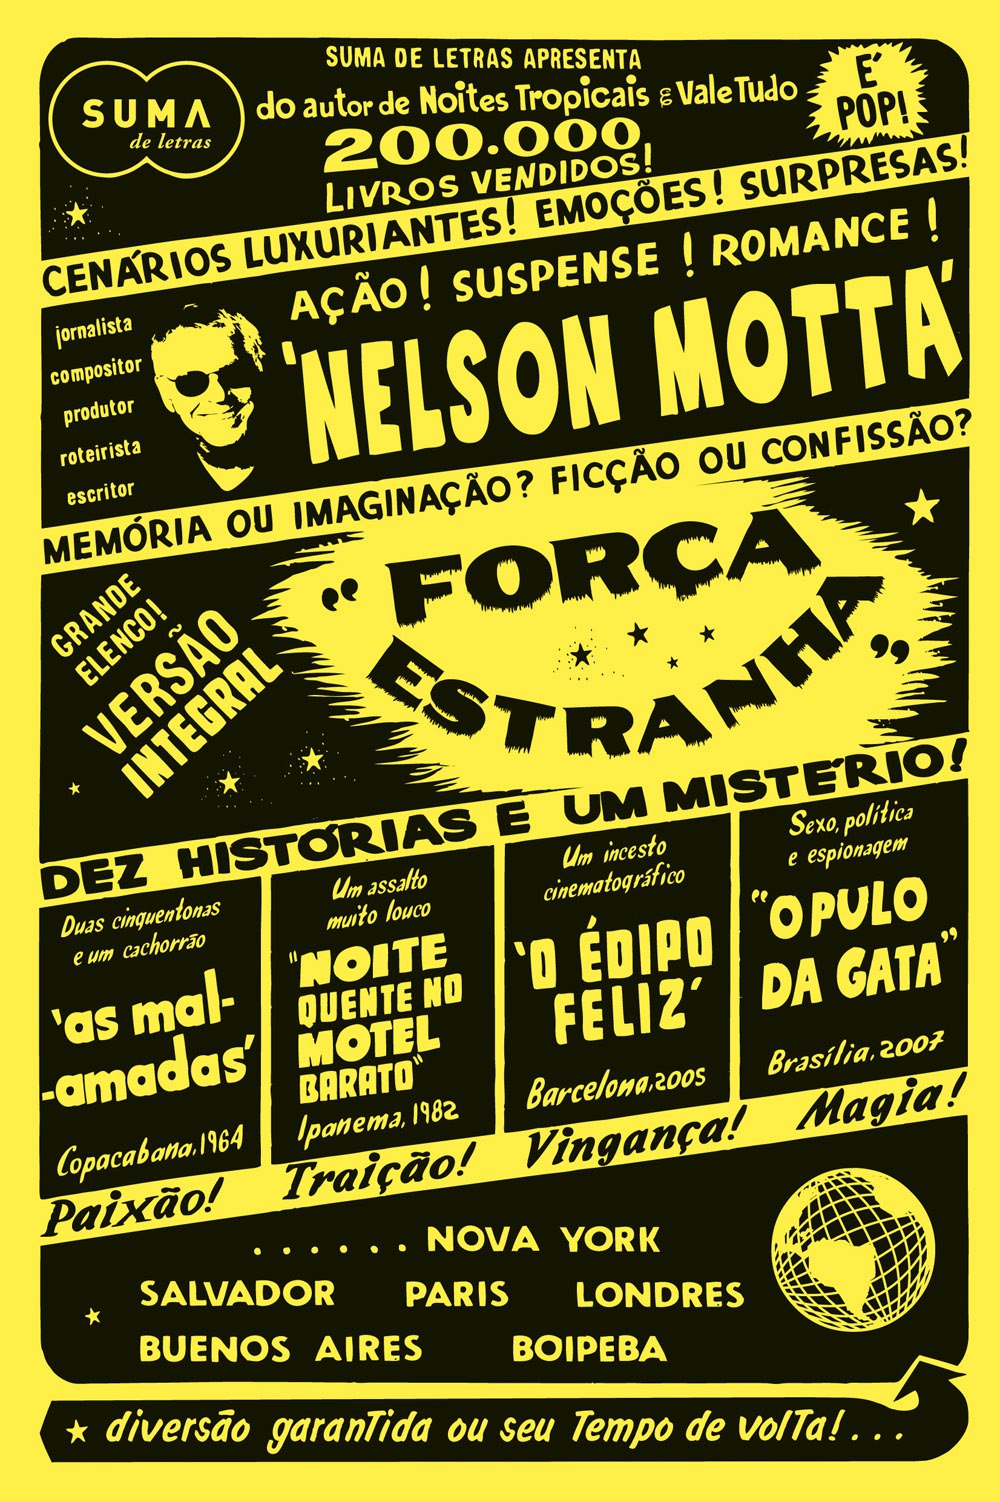 SUMA
de letras
SUMA DE LETRAS APRESENTA
do autor de Noites Tropicais e Vale Tudo
200.000
LIVROS VENDIDOS!
E'
POP!
CENÁRIOS LUXURIANTES! EMOÇÕES! SURPRESAS!
AÇÃO! SUSPENSE! ROMANCE!
jornalista
compositor
produtor
roteirista
escritor
'NELSON MOTTA'
MEMÓRIA OU IMAGINAÇÃO? FICÇÃO OU CONFISSÃO?
GRANDE
ELENCO!
VERSÃO
INTEGRAL
“FORÇA
ESTRANHA”
DEZ HISTÓRIAS E UM MISTÉRIO!
Duas cinquentonas
e um cachorrão
'as mal-
-amadas'
Copacabana, 1964
Um assalto
muito louco
"NOITE
QUENTE NO
MOTEL
BARATO"
Ipanema, 1982
Um incesto
cinematográfico
'O ÉDIPO
FELIZ'
Barcelona, 2005
Sexo, política
e espionagem
"O PULO
DA GATA"
Brasília, 2007
Paixão! Traição! Vingança! Magia!
...... NOVA YORK
SALVADOR PARIS LONDRES
BUENOS AIRES BOIPEBA
diversão garantida ou seu Tempo de volta!...